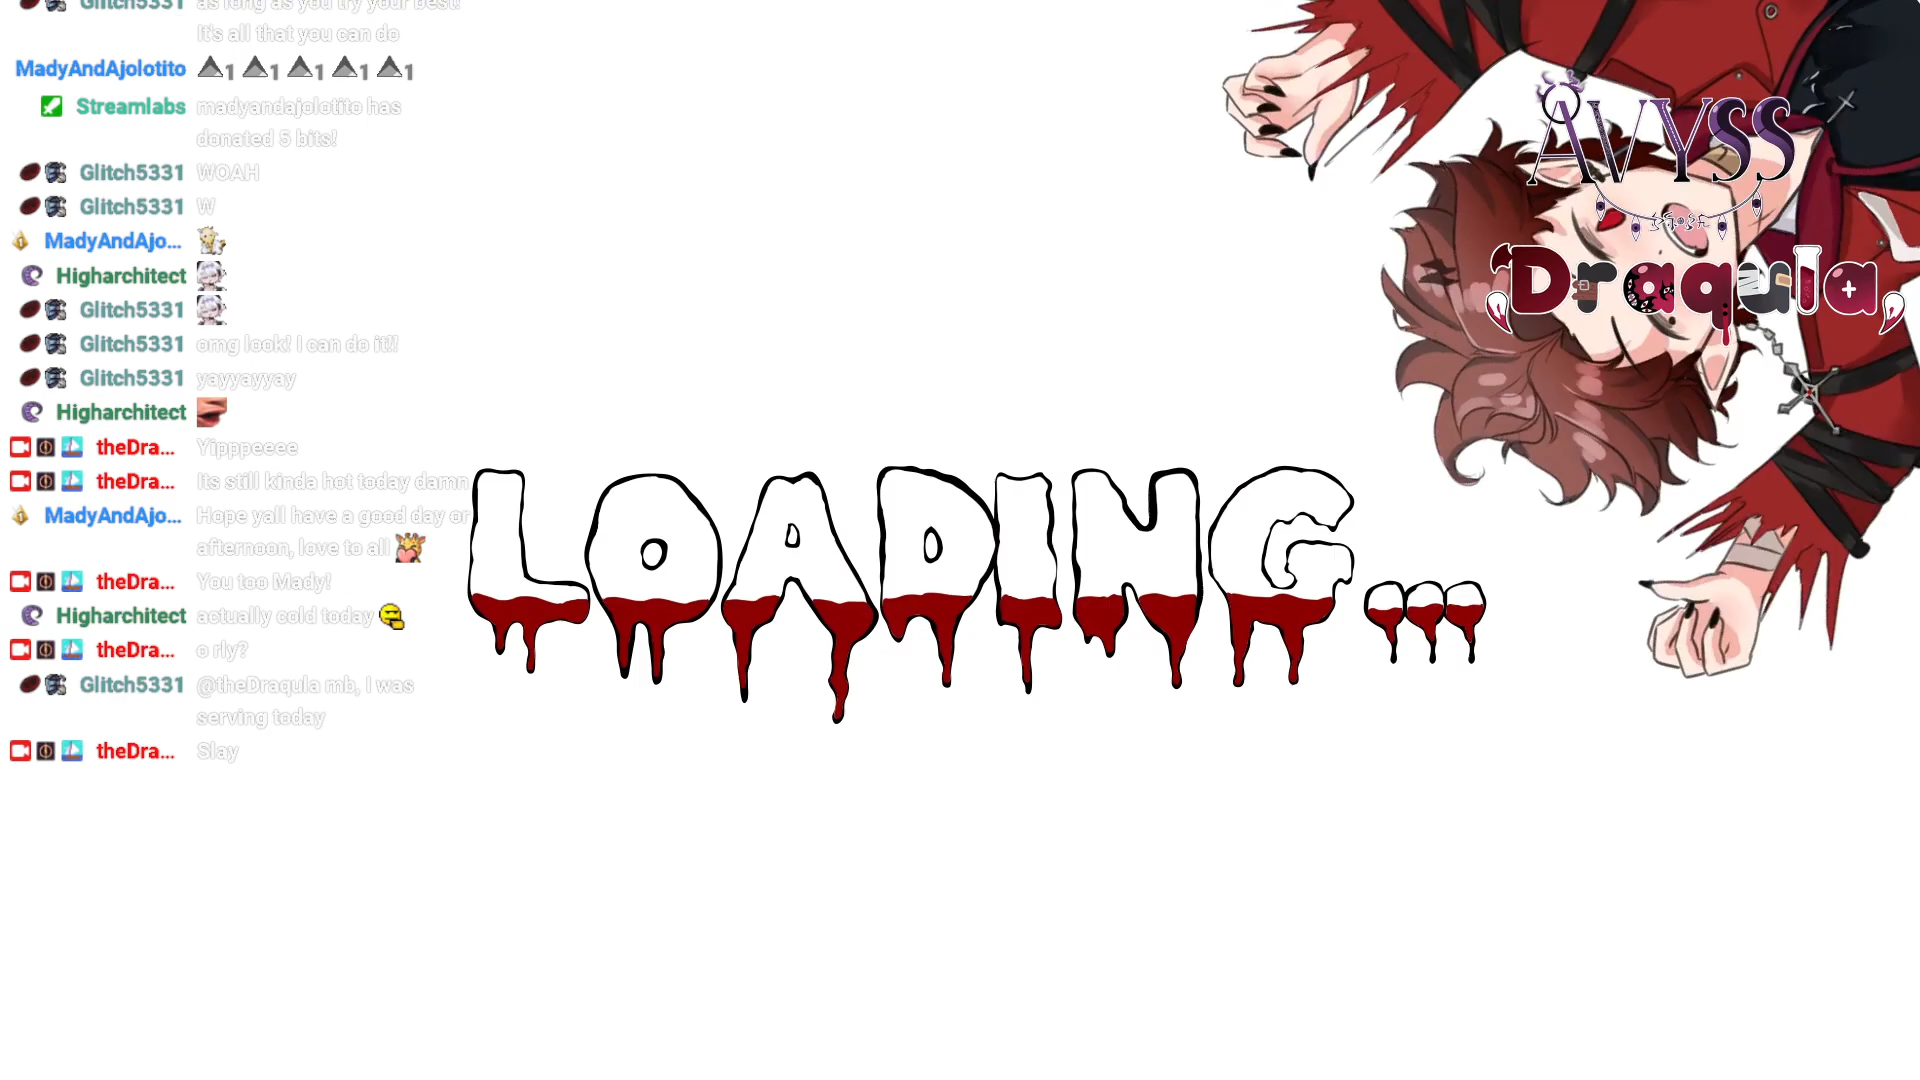 Glitch5331 as long as you try your best!
It's all that you can do
MadyAndAjolotito 1 1 1 1 1
Streamlabs madyandajolotito has
donated 5 bits!
Glitch5331 WOAH
Glitch5331 W
MadyAndAjo...
Higharchitect
Glitch5331
Glitch5331 omg look! I can do it!!
Glitch5331 yayyayyay
Higharchitect
theDra... Yipppeeee
theDra... Its still kinda hot today damn
MadyAndAjo... Hope yall have a good day or
afternoon, love to all
theDra... You too Mady!
Higharchitect actually cold today
theDra... o rly?
Glitch5331 @theDraqula mb, I was
serving today
theDra... Slay
LOADING...
AVYSS
Draqula